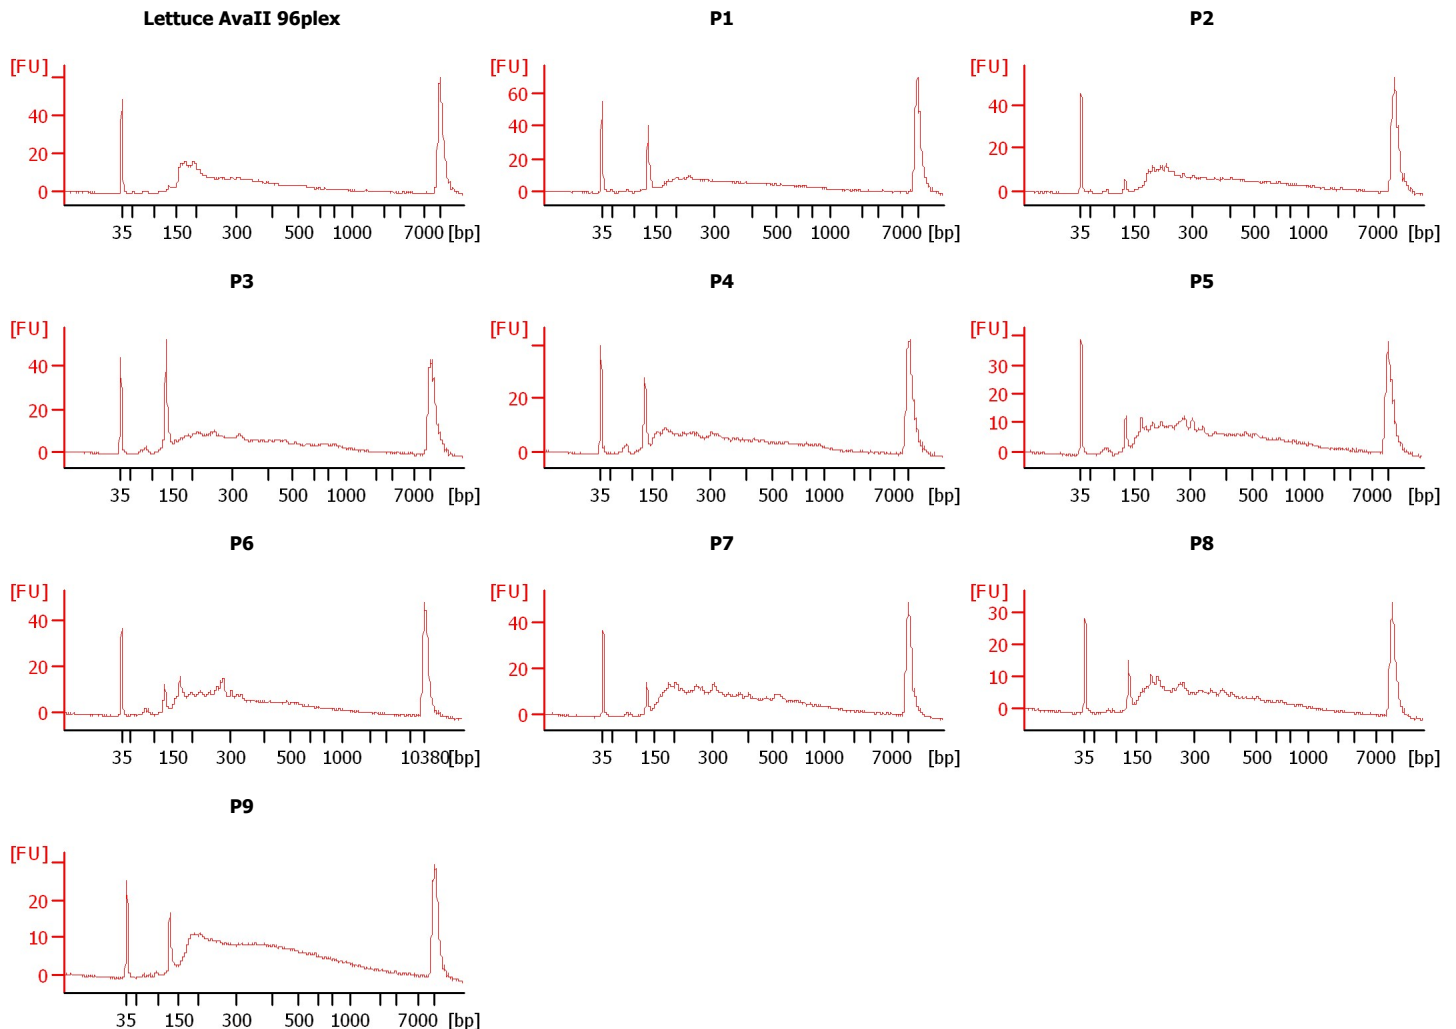 Lettuce AvaII 96plex P1 P2
[FU] [FU] [FU]
60
40 40 40
20 20 20
0 0 0
35 150 300 500 1000 7000 [bp] 35 150 300 500 1000 7000 [bp] 35 150 300 500 1000 7000 [bp]
P3 P4 P5
[FU] [FU] [FU]
40 30
20 20 20
10
0 0 0
35 150 300 500 1000 7000 [bp] 35 150 300 500 1000 7000 [bp] 35 150 300 500 1000 7000 [bp]
P6 P7 P8
[FU] [FU] [FU]
40 40 30
20 20 20
10
0 0 0
35 150 300 500 1000 10380 [bp] 35 150 300 500 1000 7000 [bp] 35 150 300 500 1000 7000 [bp]
P9
[FU]
20
10
0
35 150 300 500 1000 7000 [bp]